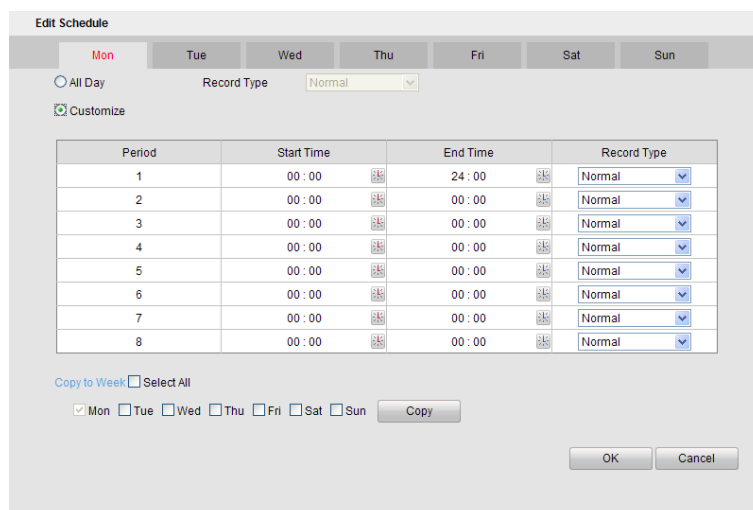 Edit Schedule
Mon Tue Wed Thu Fri Sat Sun
All Day Record Type Normal
Customize
Period Start Time End Time Record Type
1 00 : 00 24 : 00 Normal
2 00 : 00 00 : 00 Normal
3 00 : 00 00 : 00 Normal
4 00 : 00 00 : 00 Normal
5 00 : 00 00 : 00 Normal
6 00 : 00 00 : 00 Normal
7 00 : 00 00 : 00 Normal
8 00 : 00 00 : 00 Normal
Copy to Week Select All
Mon Tue Wed Thu Fri Sat Sun Copy
OK Cancel